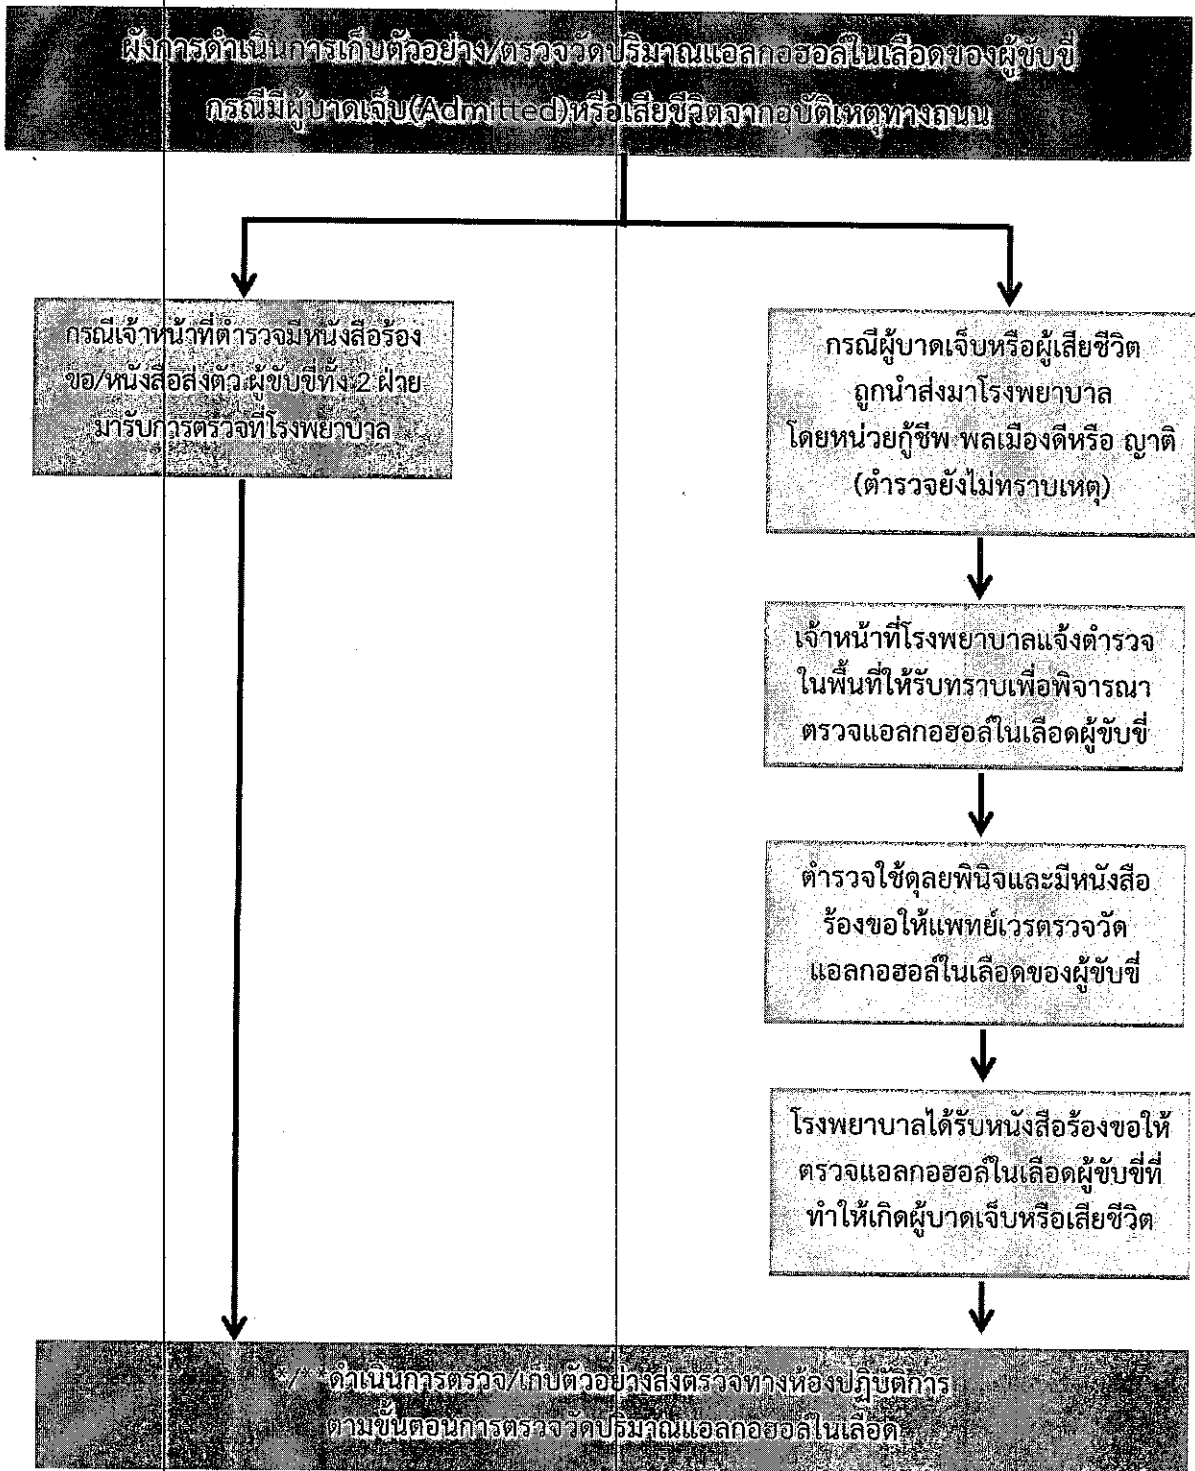 ผังการดำเนินการเก็บตัวอย่าง/ตรวจวัดปริมาณแอลกอฮอล์ในเลือดของผู้ขับขี่
กรณีมีผู้บาดเจ็บ(Admitted)หรือเสียชีวิตจากอุบัติเหตุทางถนน
กรณีเจ้าหน้าที่ตำรวจมีหนังสือร้อง
ขอ/หนังสือส่งตัว ผู้ขับขี่ทั้ง 2 ฝ่าย
มารับการตรวจที่โรงพยาบาล
กรณีผู้บาดเจ็บหรือผู้เสียชีวิต
ถูกนำส่งมาโรงพยาบาล
โดยหน่วยกู้ชีพ พลเมืองดีหรือ ญาติ
(ตำรวจยังไม่ทราบเหตุ)
เจ้าหน้าที่โรงพยาบาลแจ้งตำรวจ
ในพื้นที่ให้รับทราบเพื่อพิจารณา
ตรวจแอลกอฮอล์ในเลือดผู้ขับขี่
ตำรวจใช้ดุลยพินิจและมีหนังสือ
ร้องขอให้แพทย์เวรตรวจวัด
แอลกอฮอล์ในเลือดของผู้ขับขี่
โรงพยาบาลได้รับหนังสือร้องขอให้
ตรวจแอลกอฮอล์ในเลือดผู้ขับขี่ที่
ทำให้เกิดผู้บาดเจ็บหรือเสียชีวิต
*/**ดำเนินการตรวจ/เก็บตัวอย่างส่งตรวจทางห้องปฏิบัติการ
ตามขั้นตอนการตรวจวัดปริมาณแอลกอฮอล์ในเลือด